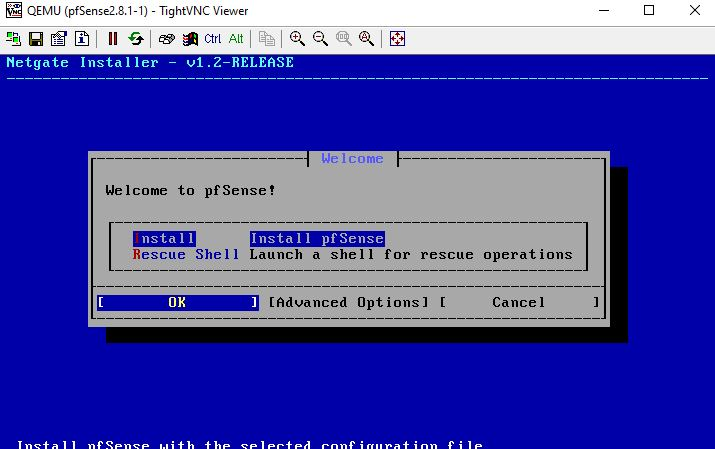 QEMU (pfSense2.8.1-1) - TightVNC Viewer
Ctrl Alt
Netgate Installer - v1.2-RELEASE
Welcome
Welcome to pfSense!
Install Install pfSense
Rescue Shell Launch a shell for rescue operations
[ OK ] [Advanced Options] [ Cancel ]
Install pfSense with the selected configuration file